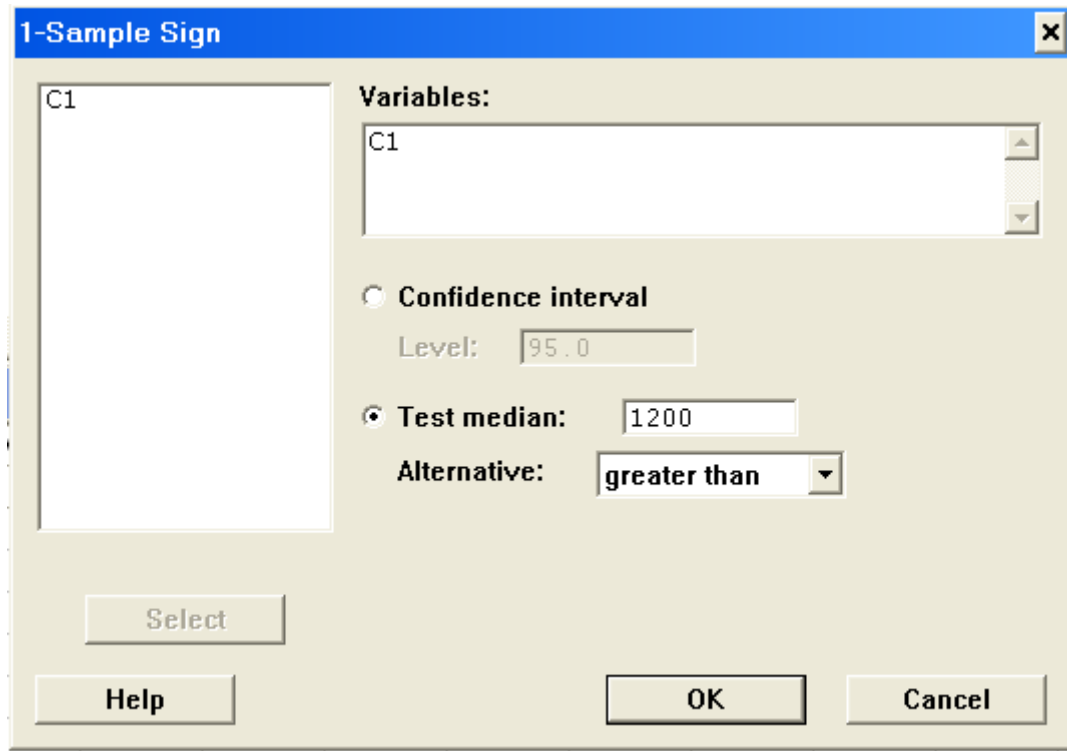 1-Sample Sign
C1
Variables:
C1
Confidence interval
Level: 95.0
Test median: 1200
Alternative: greater than
Select
Help OK Cancel